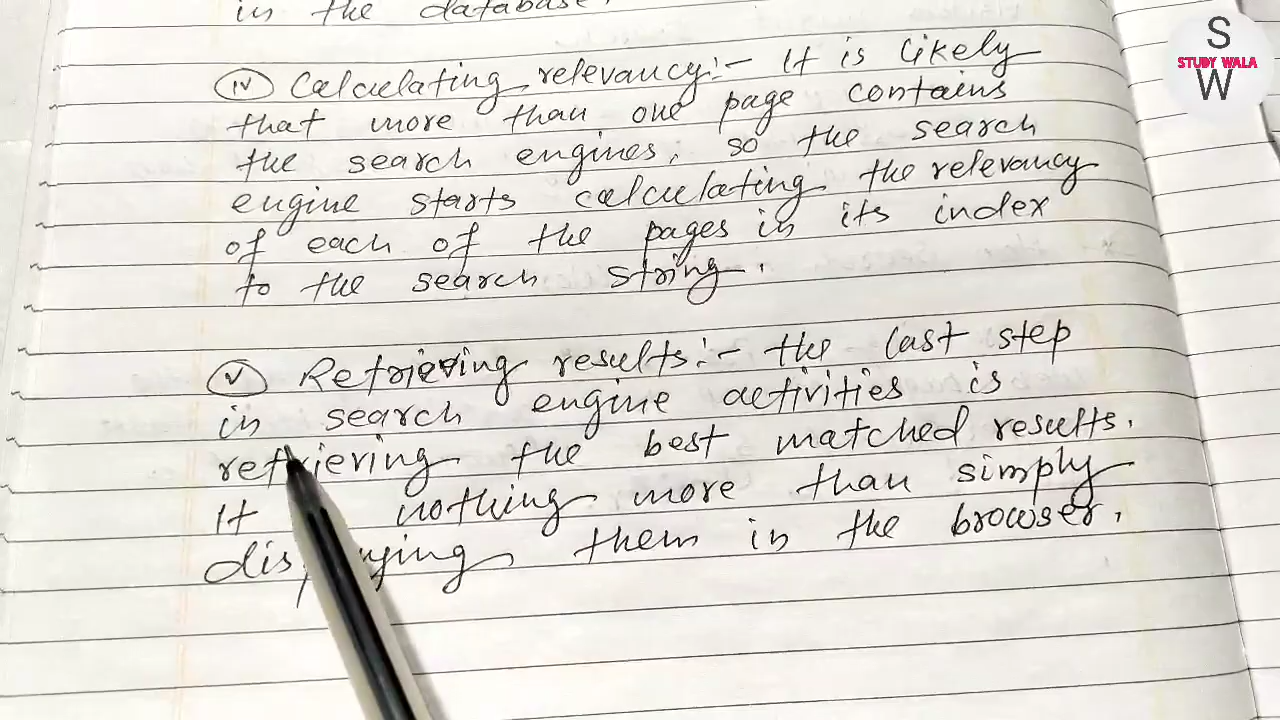 in the database.
(iv) Calculating relevancy:- It is likely
that more than one page contains
the search engines, so the search
engine starts calculating the relevancy
of each of the pages in its index
to the search string.
(v) Retrieving results:- the last step
in search engine activities is
retrieving the best matched results.
It nothing more than simply
displaying them in the browser.
S
STUDY WALA
W